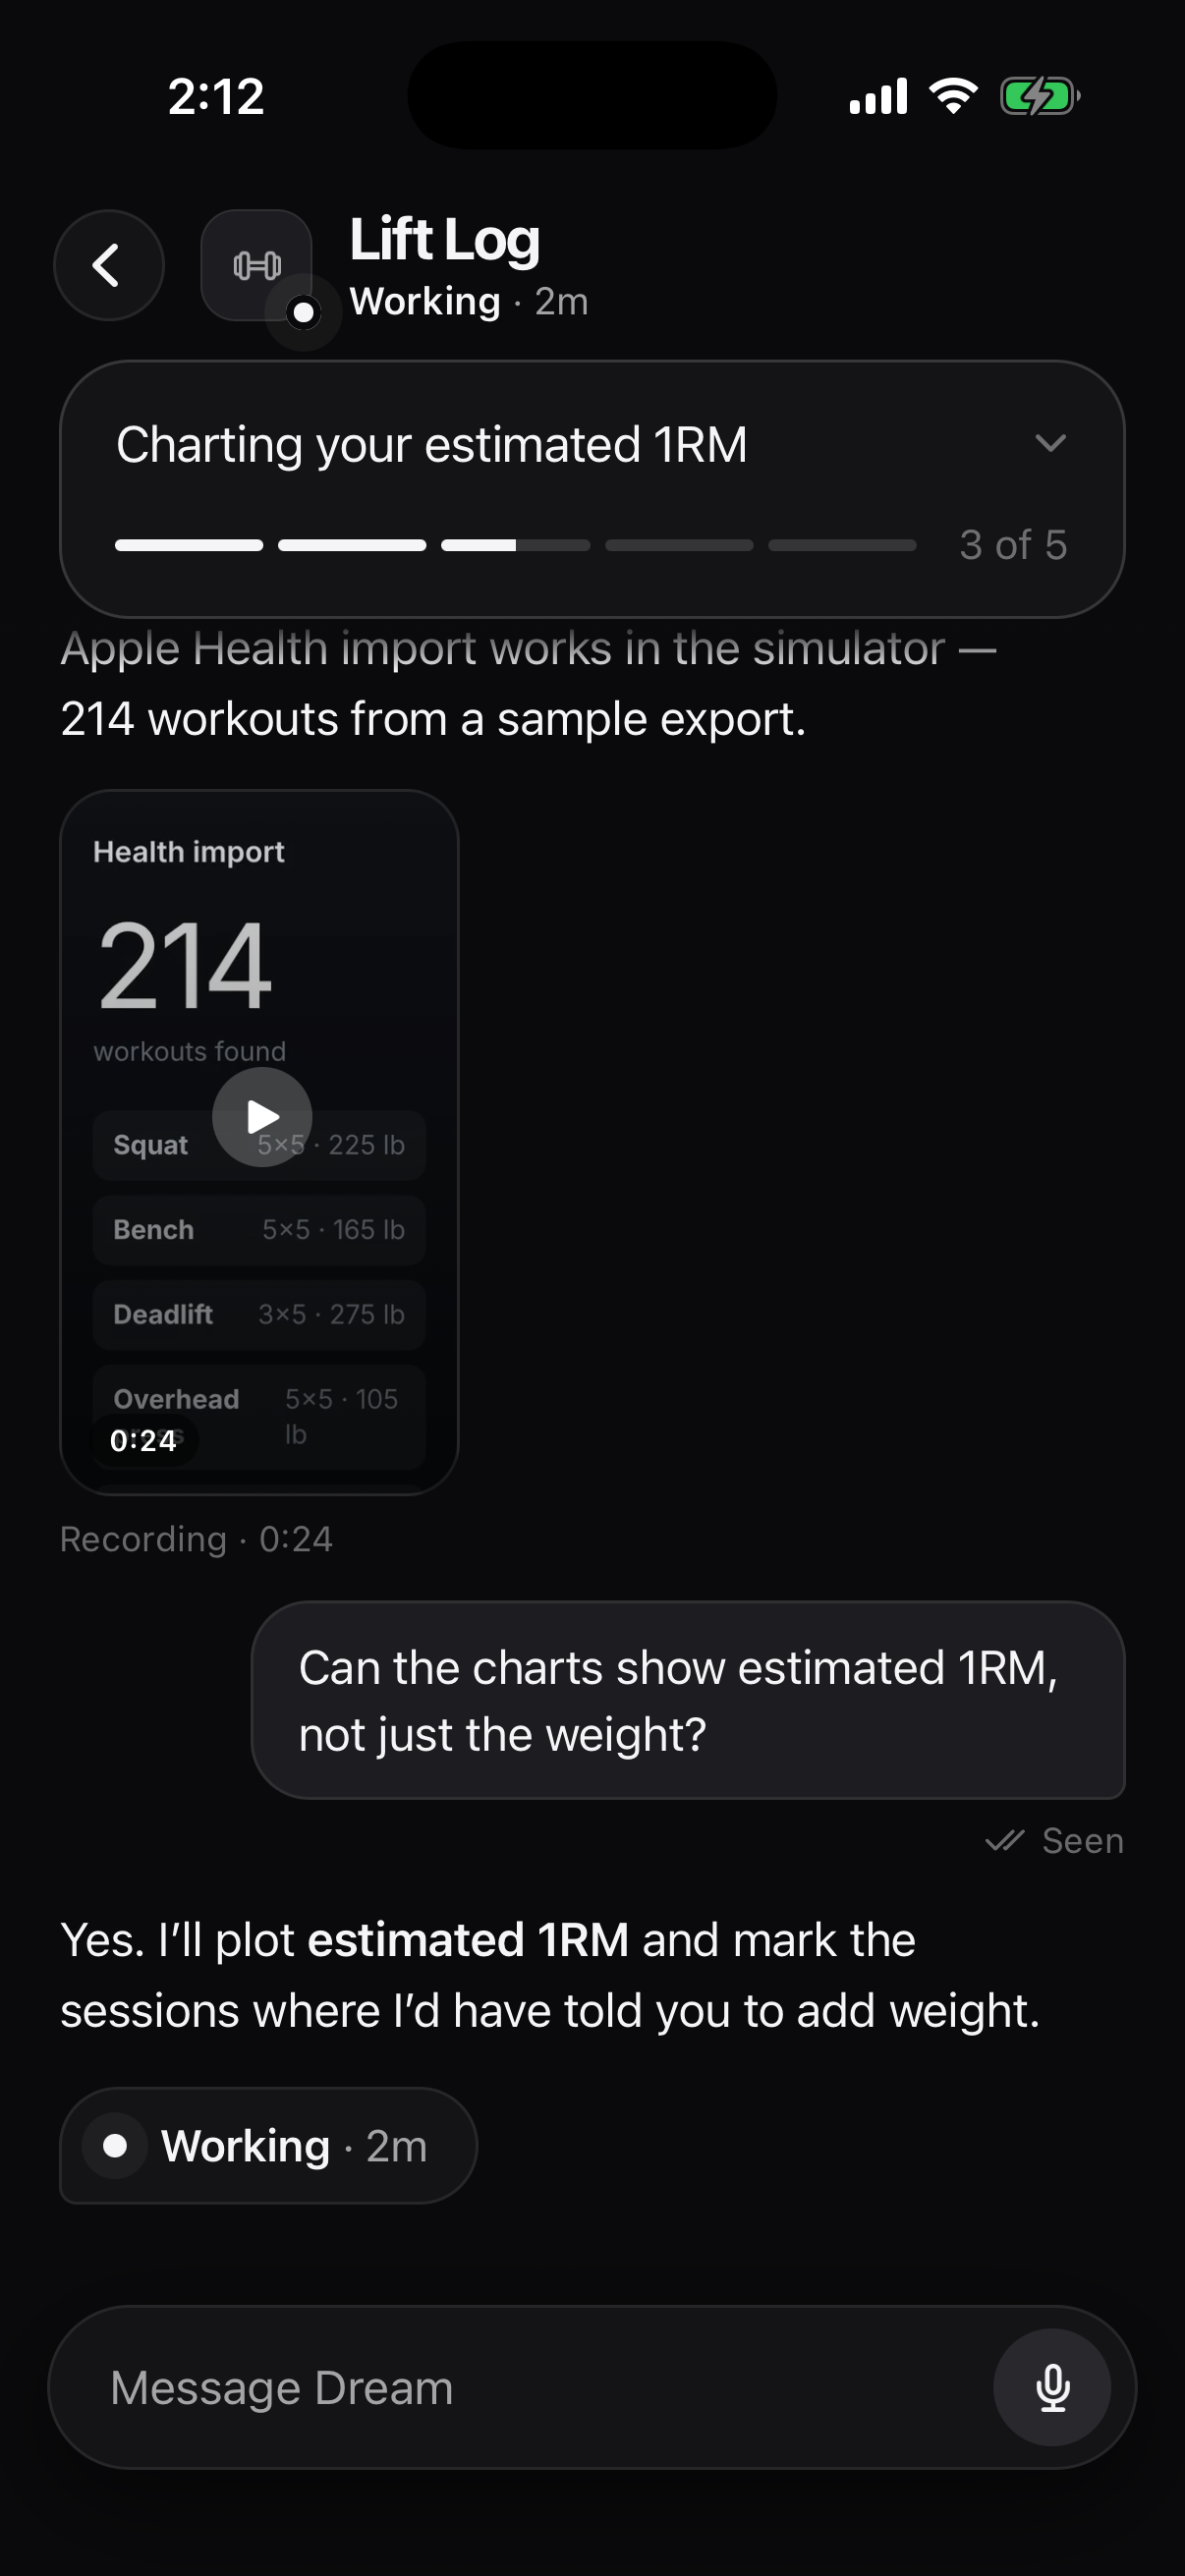 2:12
Lift Log
Working · 2m
Charting your estimated 1RM
3 of 5
Apple Health import works in the simulator —
214 workouts from a sample export.
Health import
214
workouts found
Squat 5×5 · 225 lb
Bench 5×5 · 165 lb
Deadlift 3×5 · 275 lb
Overhead 5×5 · 105
lb
0:24
Recording · 0:24
Can the charts show estimated 1RM,
not just the weight?
Seen
Yes. I’ll plot estimated 1RM and mark the
sessions where I’d have told you to add weight.
Working · 2m
Message Dream